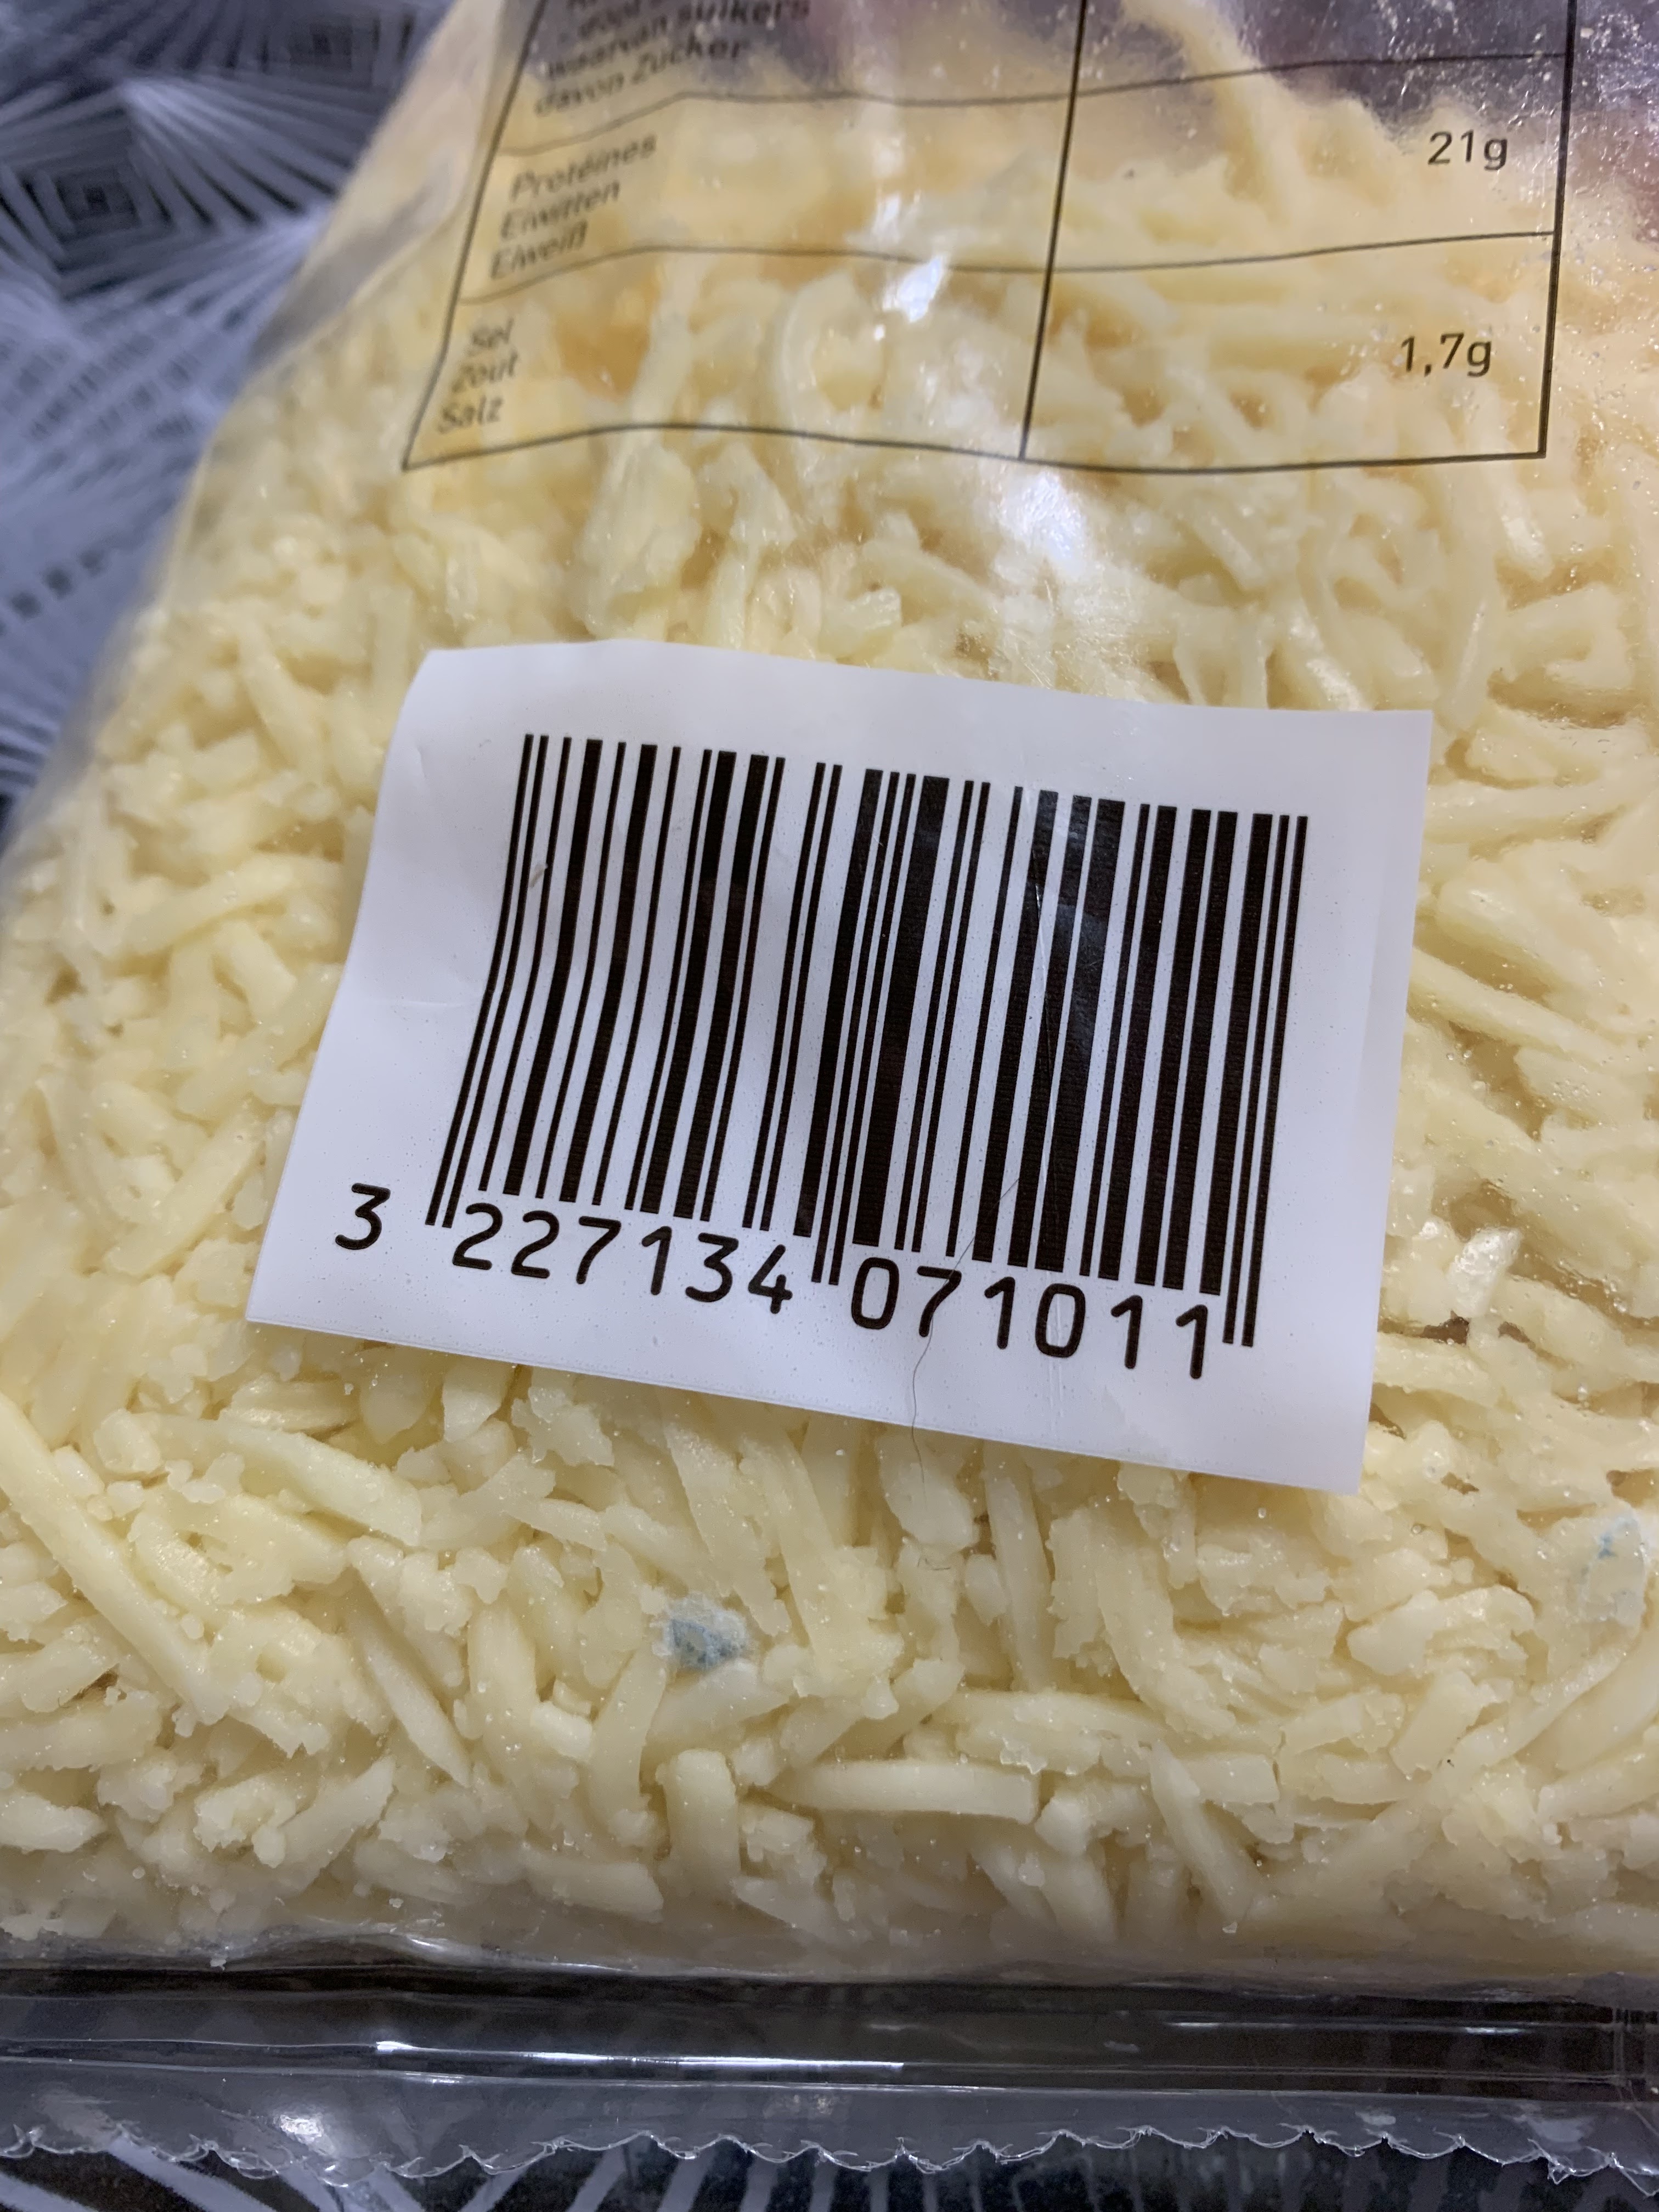 waarvan suikers
davon Zucker
Protéines
Eiwitten
Eiweiß
21g
Sel
Zout
Salz
1,7g
3 227134 071011